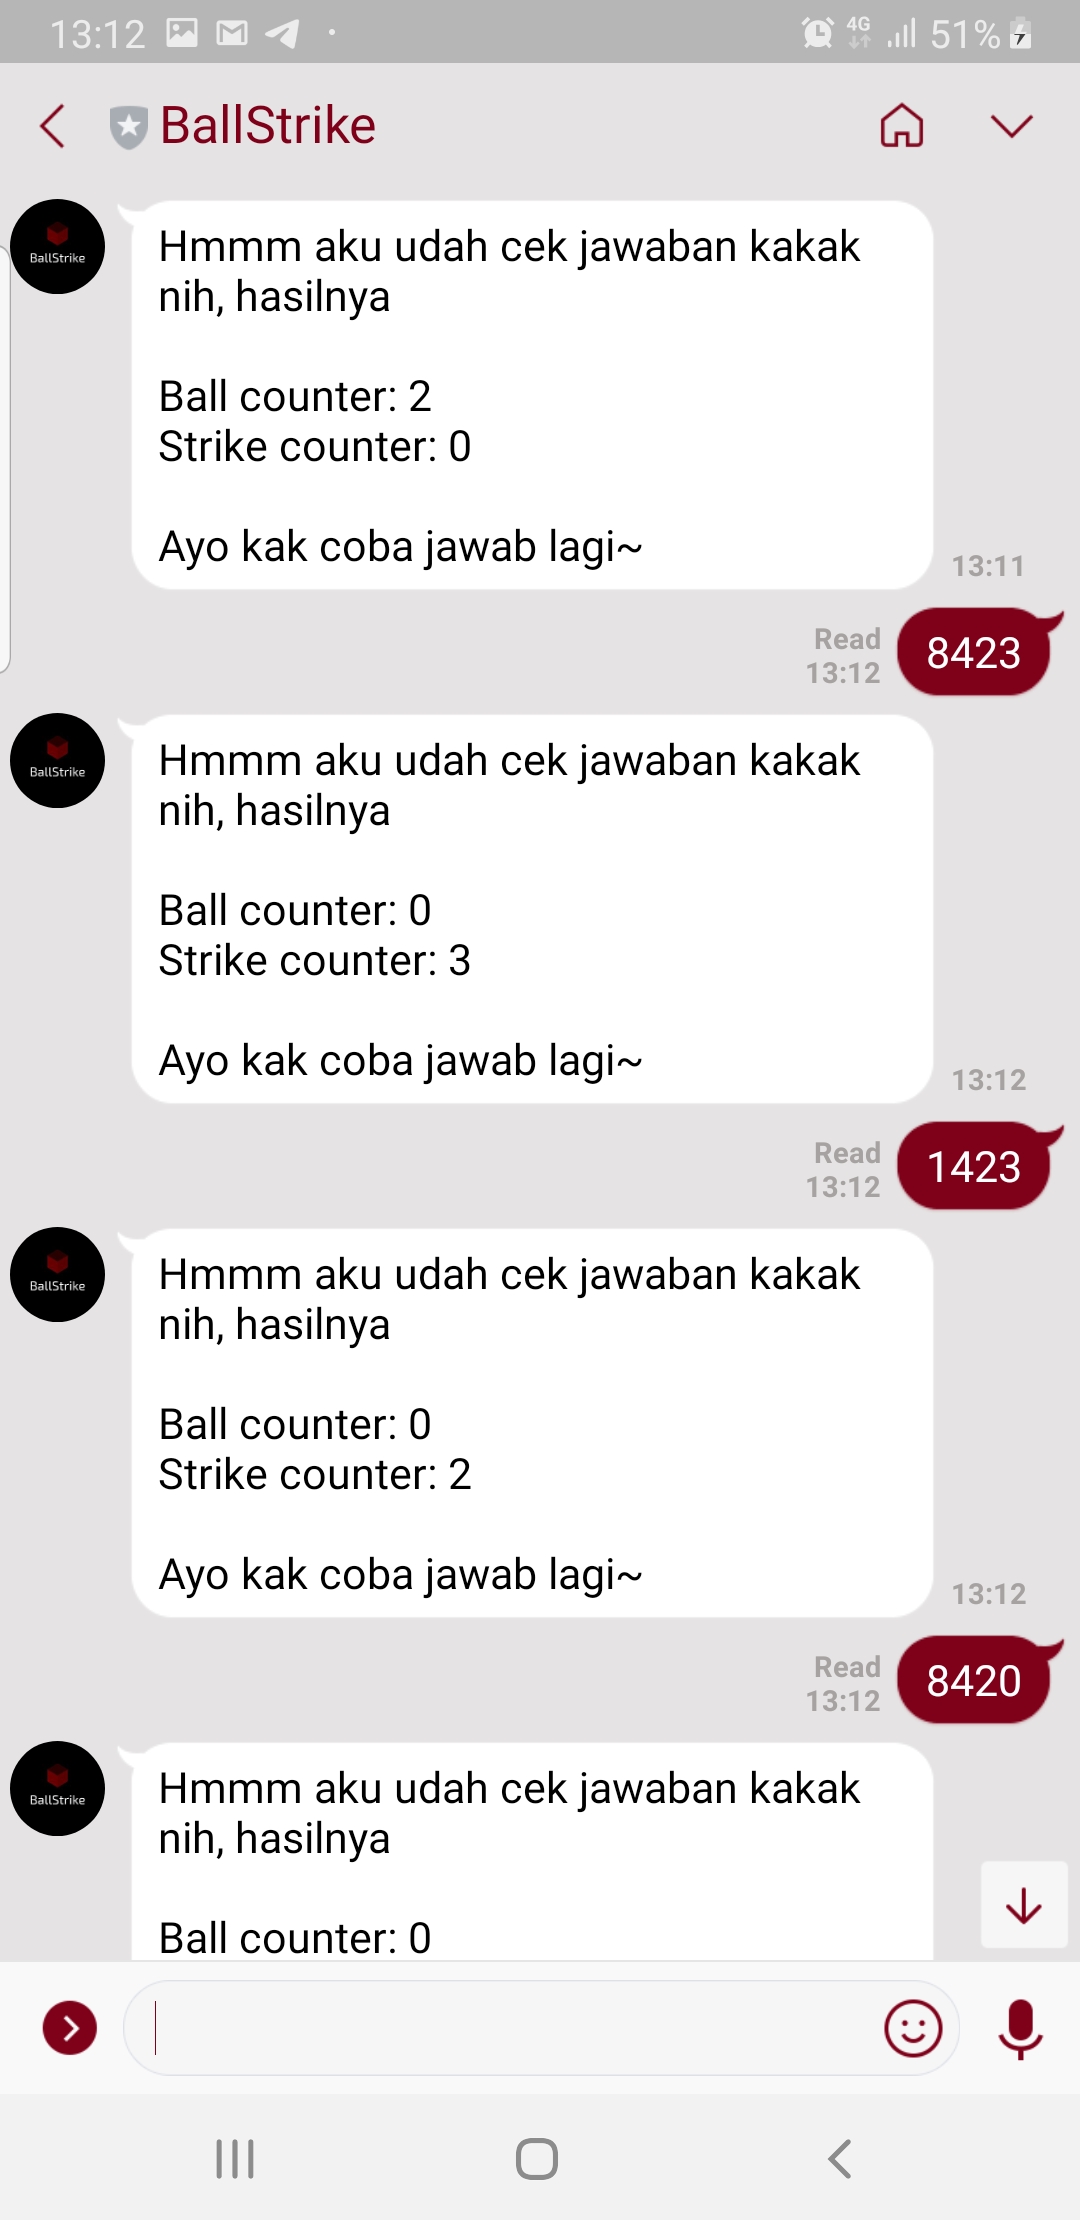 13:12
4G
51%
BallStrike
BallStrike
Hmmm aku udah cek jawaban kakak
nih, hasilnya
Ball counter: 2
Strike counter: 0
Ayo kak coba jawab lagi~
13:11
Read
13:12
8423
BallStrike
Hmmm aku udah cek jawaban kakak
nih, hasilnya
Ball counter: 0
Strike counter: 3
Ayo kak coba jawab lagi~
13:12
Read
13:12
1423
BallStrike
Hmmm aku udah cek jawaban kakak
nih, hasilnya
Ball counter: 0
Strike counter: 2
Ayo kak coba jawab lagi~
13:12
Read
13:12
8420
BallStrike
Hmmm aku udah cek jawaban kakak
nih, hasilnya
Ball counter: 0